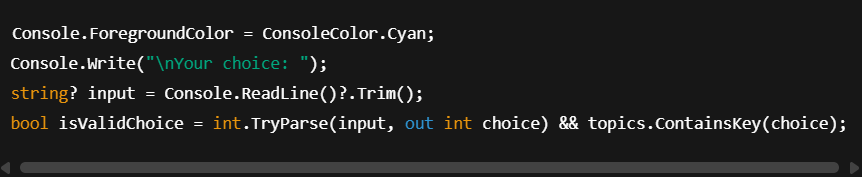 Console.ForegroundColor = ConsoleColor.Cyan;
Console.Write("\nYour choice: ");
string? input = Console.ReadLine()?.Trim();
bool isValidChoice = int.TryParse(input, out int choice) && topics.ContainsKey(choice);